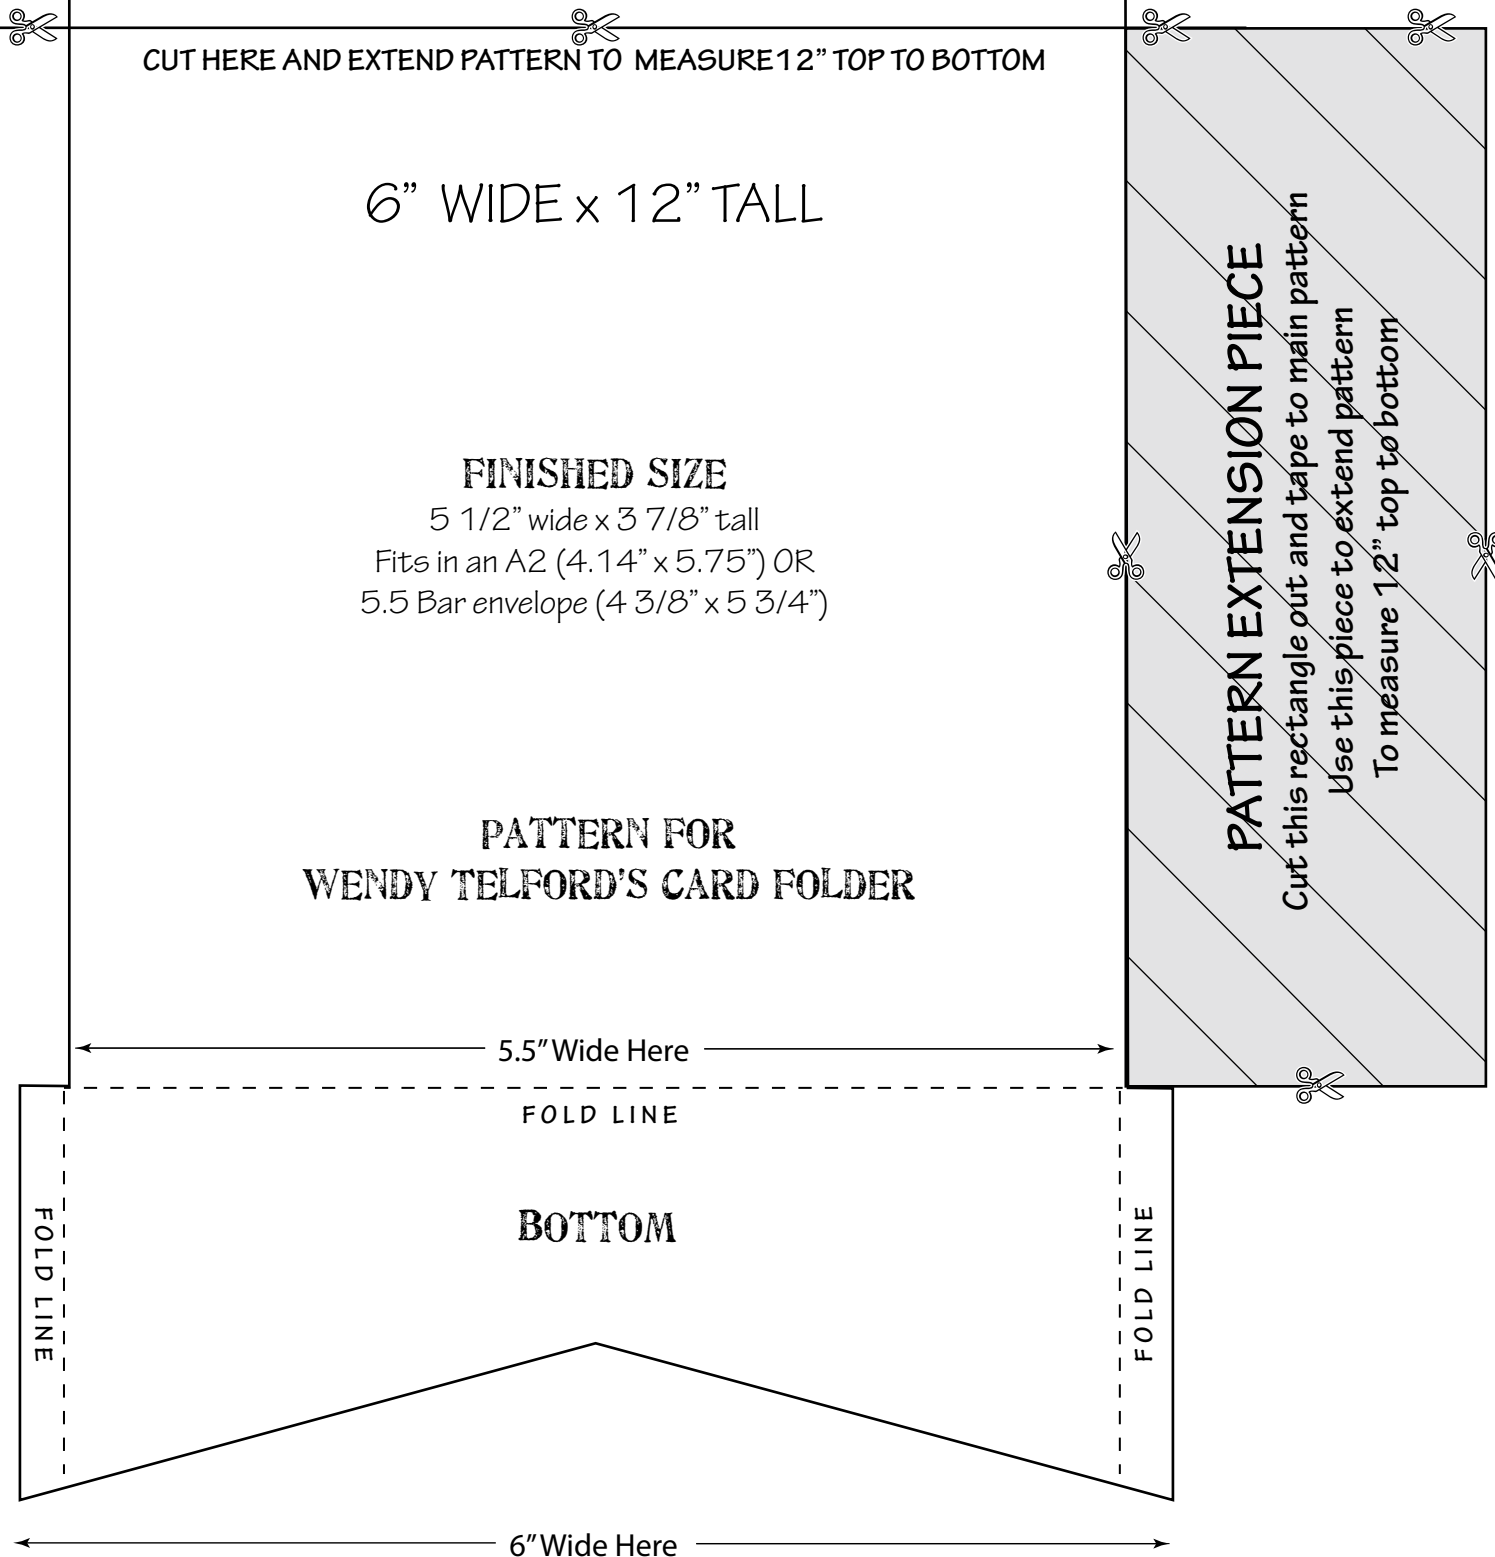 CUT HERE AND EXTEND PATTERN TO MEASURE12” TOP TO BOTTOM
6” WIDE x 12” TALL
FINISHED SIZE
5 1/2” wide x 3 7/8” tall
Fits in an A2 (4.14” x 5.75”) OR
5.5 Bar envelope (4 3/8” x 5 3/4”)
PATTERN FOR
WENDY TELFORD'S CARD FOLDER
5.5” Wide Here
FOLD LINE
BOTTOM
FOLD LINE
FOLD LINE
6” Wide Here
PATTERN EXTENSION PIECE
Cut this rectangle out and tape to main pattern
Use this piece to extend pattern
To measure 12” top to bottom